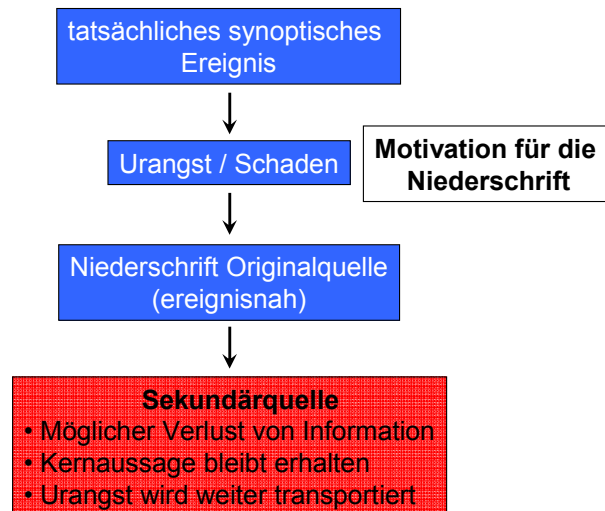 tatsächliches synoptisches
Ereignis
Urangst / Schaden
Motivation für die
Niederschrift
Niederschrift Originalquelle
(ereignisnah)
Sekundärquelle
• Möglicher Verlust von Information
• Kernaussage bleibt erhalten
• Urangst wird weiter transportiert